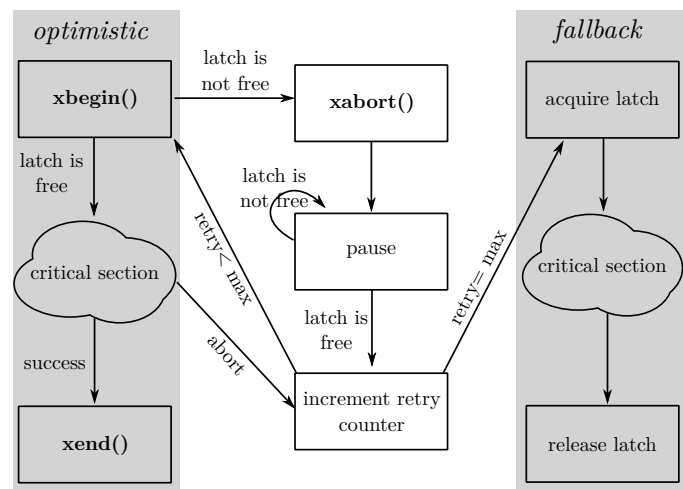 optimistic
fallback
latch is
not free
xbegin()
xabort()
acquire latch
latch is
free
latch is
not free
critical section
retry< max
pause
retry= max
critical section
latch is
free
abort
success
increment retry
counter
xend()
release latch